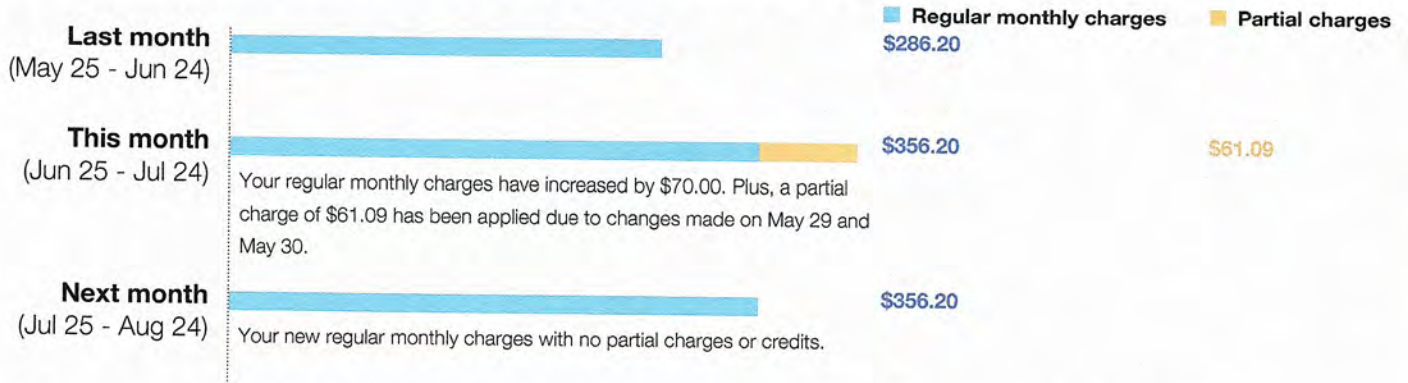 Regular monthly charges Partial charges
Last month $286.20
(May 25 - Jun 24)
This month $356.20 $61.09
(Jun 25 - Jul 24)
Your regular monthly charges have increased by $70.00. Plus, a partial
charge of $61.09 has been applied due to changes made on May 29 and
May 30.
Next month $356.20
(Jul 25 - Aug 24)
Your new regular monthly charges with no partial charges or credits.